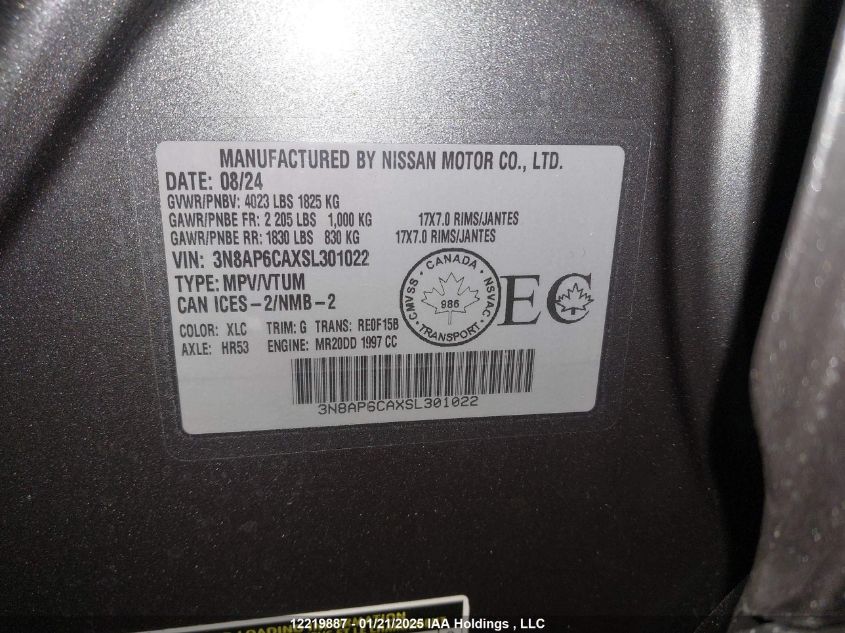 MANUFACTURED BY NISSAN MOTOR CO., LTD.
DATE: 08/24
GVWR/PNBV: 4023 LBS 1825 KG
GAWR/PNBE FR: 2 205 LBS 1,000 KG 17X7.0 RIMS/JANTES
GAWR/PNBE RR: 1830 LBS 830 KG 17X7.0 RIMS/JANTES
VIN: 3N8AP6CAXSL301022
TYPE: MPV/VTUM
CAN ICES-2/NMB-2
CANADA
CMVSS
NSVAC
986
TRANSPORT
EC
COLOR: XLC TRIM: G TRANS: RE0F15B
AXLE: HR53 ENGINE: MR20DD 1997 CC
3N8AP6CAXSL301022
LOADING
12219887 - 01/21/2025 IAA Holdings , LLC